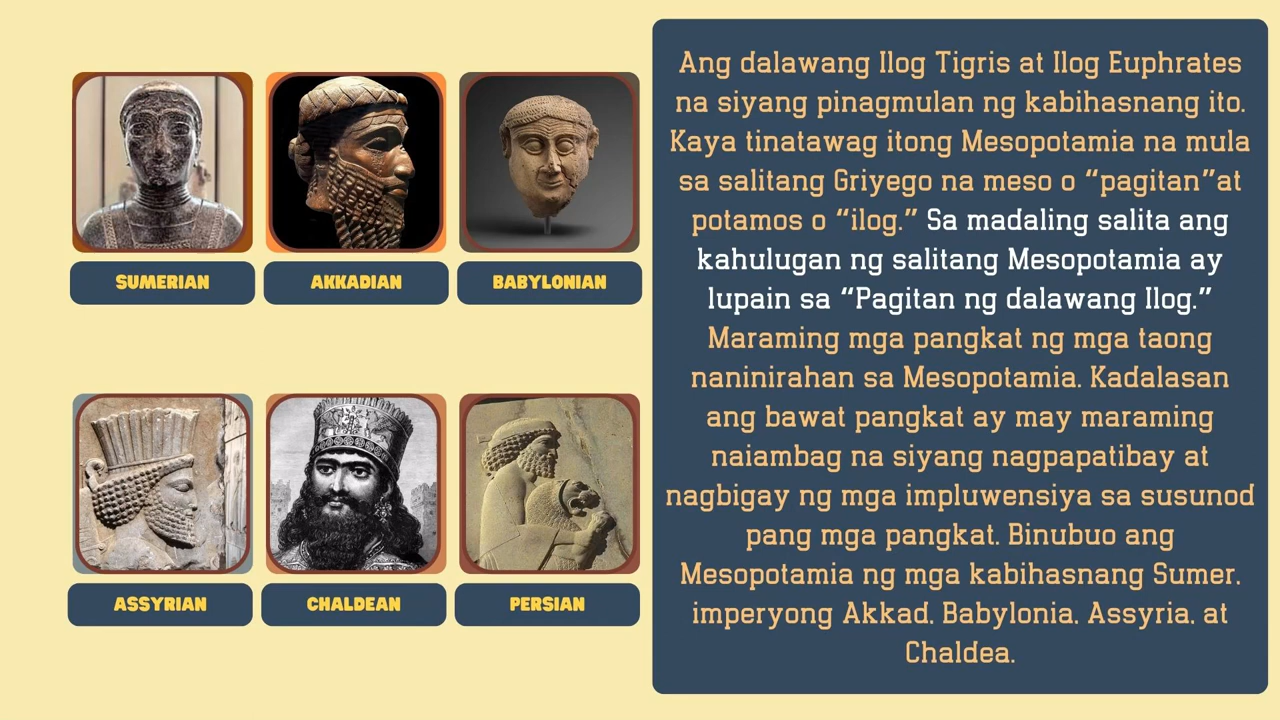 SUMERIAN
AKKADIAN
BABYLONIAN
ASSYRIAN
CHALDEAN
PERSIAN
Ang dalawang Ilog Tigris at Ilog Euphrates
na siyang pinagmulan ng kabihasnang ito.
Kaya tinatawag itong Mesopotamia na mula
sa salitang Griyego na meso o “pagitan”at
potamos o “ilog.” Sa madaling salita ang
kahulugan ng salitang Mesopotamia ay
lupain sa “Pagitan ng dalawang Ilog.”
Maraming mga pangkat ng mga taong
naninirahan sa Mesopotamia. Kadalasan
ang bawat pangkat ay may maraming
naiambag na siyang nagpapatibay at
nagbigay ng mga impluwensiya sa susunod
pang mga pangkat. Binubuo ang
Mesopotamia ng mga kabihasnang Sumer,
imperyong Akkad, Babylonia, Assyria, at
Chaldea.